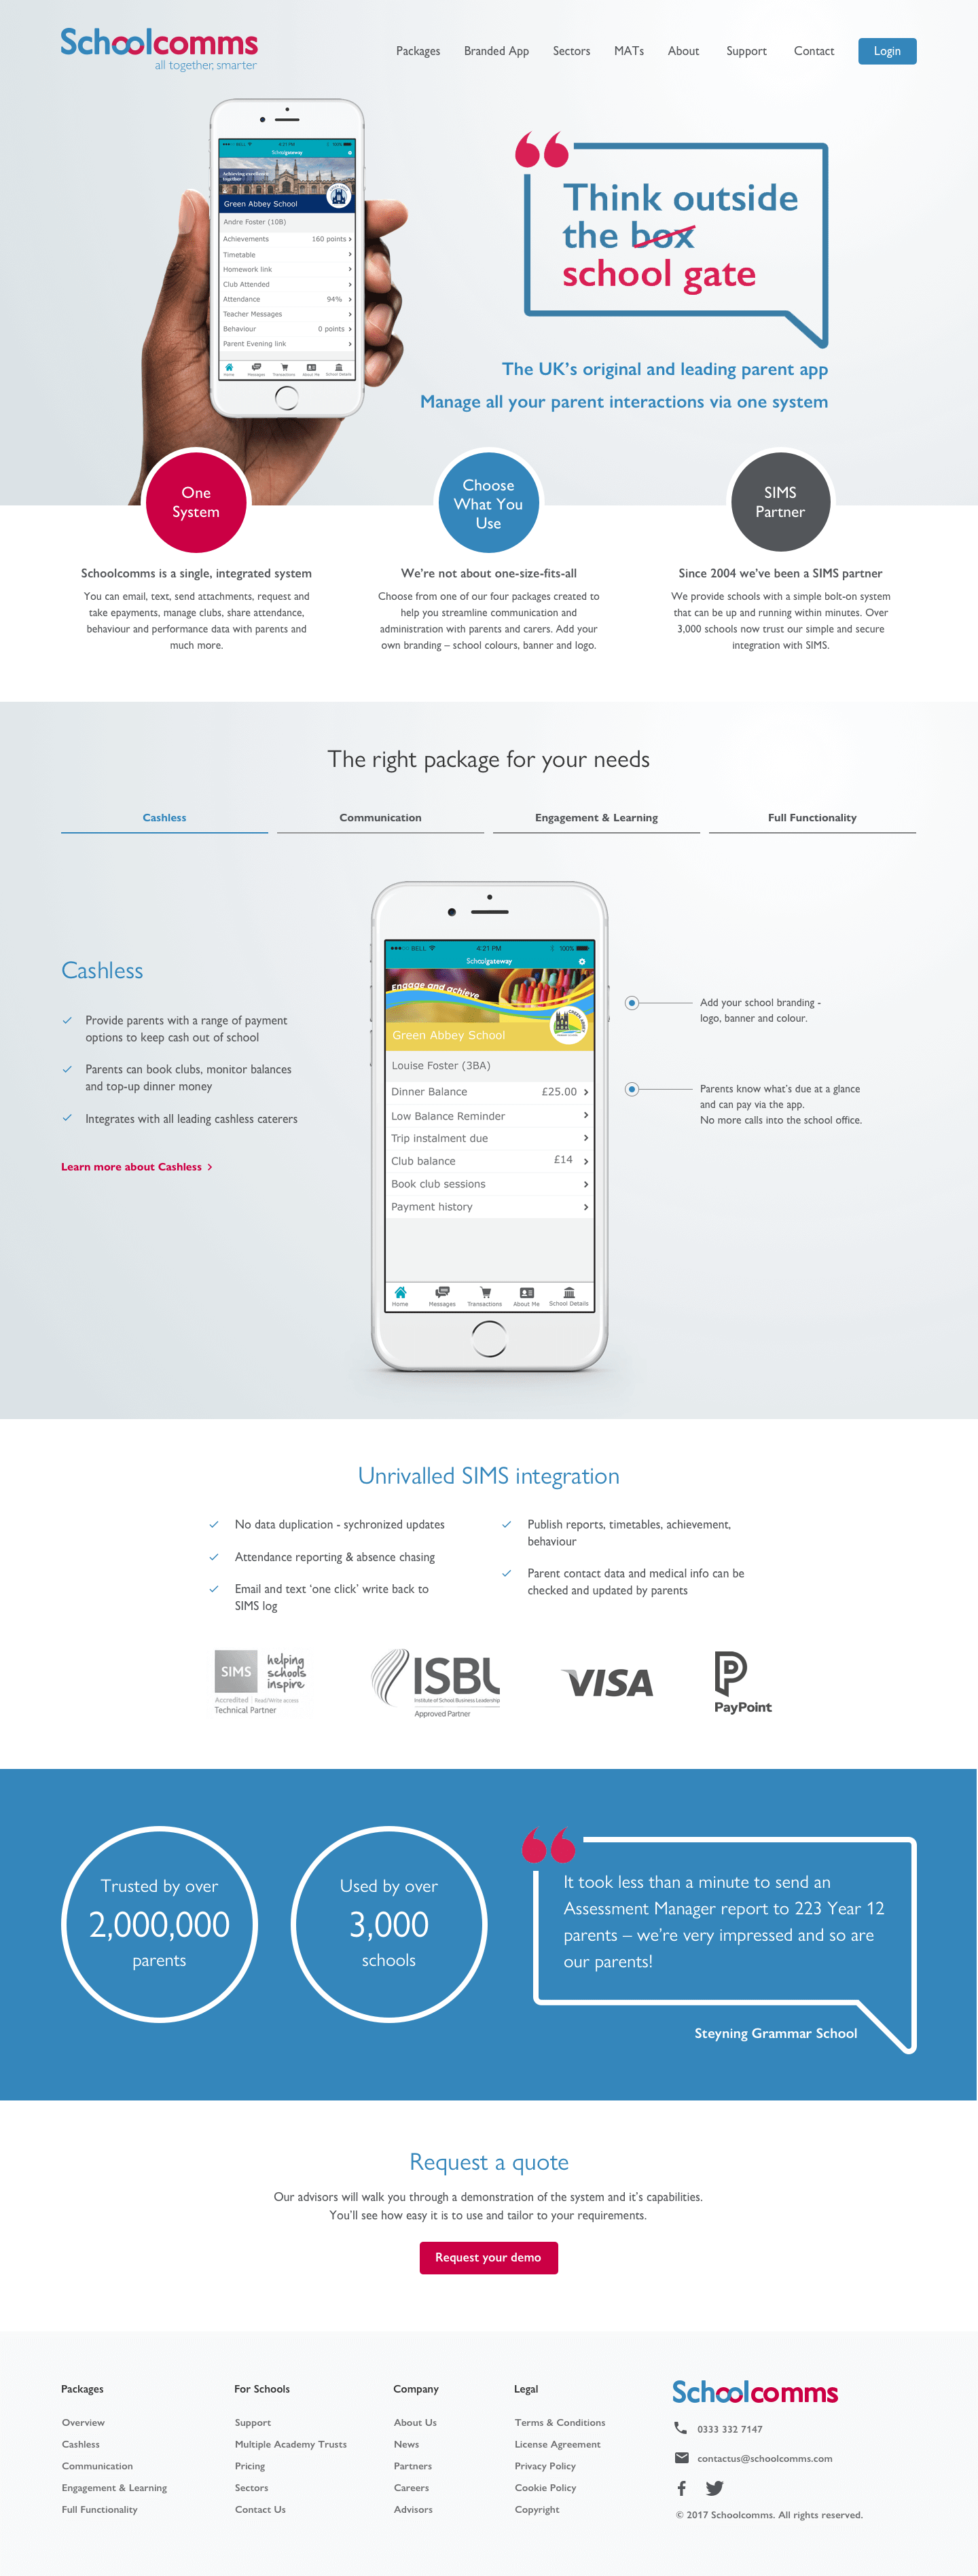 Schoolcomms
all together, smarter
Packages Branded App Sectors MATs About Support Contact Login
BELL 4:21 PM 100%
Schoolgateway
Achieving excellence
together
Green Abbey School
Andre Foster (10B)
Achievements 160 points
Timetable
Homework link
Club Attended
Attendance 94%
Teacher Messages
Behaviour 0 points
Parent Evening link
Home Messages Transactions About Me School Details
Think outside
the box
school gate
The UK's original and leading parent app
Manage all your parent interactions via one system
One
System
Choose
What You
Use
SIMS
Partner
Schoolcomms is a single, integrated system
You can email, text, send attachments, request and
take epayments, manage clubs, share attendance,
behaviour and performance data with parents and
much more.
We're not about one-size-fits-all
Choose from one of our four packages created to
help you streamline communication and
administration with parents and carers. Add your
own branding – school colours, banner and logo.
Since 2004 we've been a SIMS partner
We provide schools with a simple bolt-on system
that can be up and running within minutes. Over
3,000 schools now trust our simple and secure
integration with SIMS.
The right package for your needs
Cashless Communication Engagement & Learning Full Functionality
Cashless
Provide parents with a range of payment
options to keep cash out of school
Parents can book clubs, monitor balances
and top-up dinner money
Integrates with all leading cashless caterers
Learn more about Cashless
BELL 4:21 PM 100%
Schoolgateway
Engage and achieve
GREEN ABBEY
Green Abbey School
Louise Foster (3BA)
Dinner Balance £25.00
Low Balance Reminder
Trip instalment due
Club balance £14
Book club sessions
Payment history
Home Messages Transactions About Me School Details
Add your school branding -
logo, banner and colour.
Parents know what's due at a glance
and can pay via the app.
No more calls into the school office.
Unrivalled SIMS integration
No data duplication - sychronized updates
Attendance reporting & absence chasing
Email and text 'one click' write back to
SIMS log
Publish reports, timetables, achievement,
behaviour
Parent contact data and medical info can be
checked and updated by parents
SIMS
helping
schools
inspire
Accredited | Read/Write access
Technical Partner
ISBL
Institute of School Business Leadership
Approved Partner
VISA
PayPoint
Trusted by over
2,000,000
parents
Used by over
3,000
schools
It took less than a minute to send an
Assessment Manager report to 223 Year 12
parents – we're very impressed and so are
our parents!
Steyning Grammar School
Request a quote
Our advisors will walk you through a demonstration of the system and it's capabilities.
You'll see how easy it is to use and tailor to your requirements.
Request your demo
Packages
Overview
Cashless
Communication
Engagement & Learning
Full Functionality
For Schools
Support
Multiple Academy Trusts
Pricing
Sectors
Contact Us
Company
About Us
News
Partners
Careers
Advisors
Legal
Terms & Conditions
License Agreement
Privacy Policy
Cookie Policy
Copyright
Schoolcomms
0333 332 7147
contactus@schoolcomms.com
© 2017 Schoolcomms. All rights reserved.